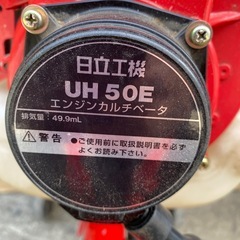 日立工機
UH 50E
エンジンカルチベータ
排気量:49.9mL
⚠警告 ●ご使用前に取扱説明書を必ず
よくお読み下さい。